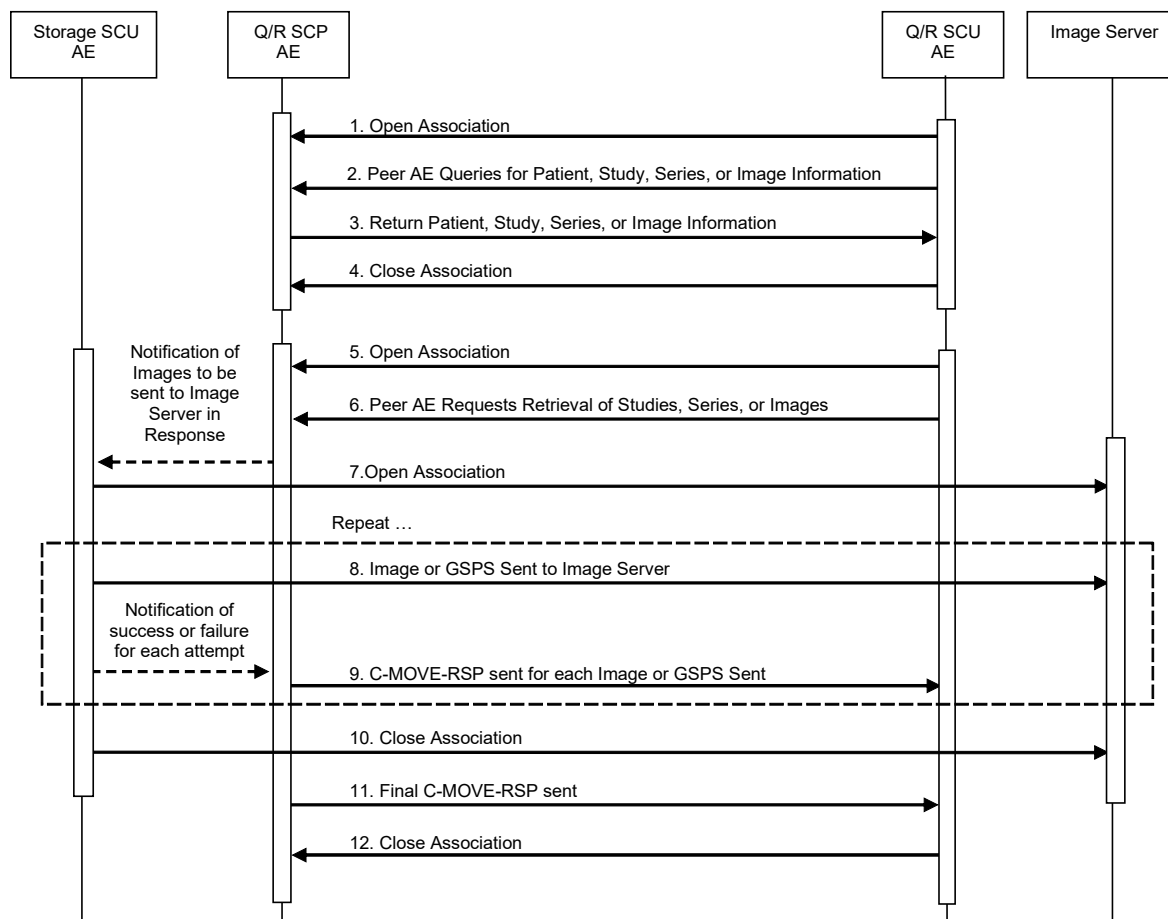 Storage SCU
AE
Q/R SCP
AE
Q/R SCU
AE
Image Server
1. Open Association
2. Peer AE Queries for Patient, Study, Series, or Image Information
3. Return Patient, Study, Series, or Image Information
4. Close Association
Notification of
Images to be
sent to Image
Server in
Response
5. Open Association
6. Peer AE Requests Retrieval of Studies, Series, or Images
7.Open Association
Repeat …
8. Image or GSPS Sent to Image Server
Notification of
success or failure
for each attempt
9. C-MOVE-RSP sent for each Image or GSPS Sent
10. Close Association
11. Final C-MOVE-RSP sent
12. Close Association